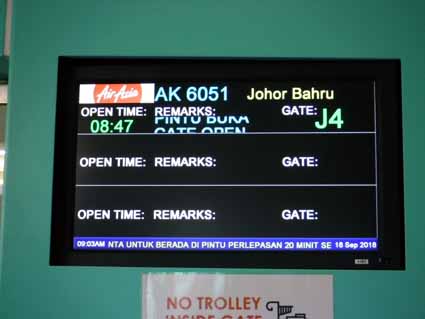 AirAsia AK 6051 Johor Bahru
OPEN TIME: REMARKS: GATE:
08:47 PINTU BUKA J4
GATE OPEN
OPEN TIME: REMARKS: GATE:
OPEN TIME: REMARKS: GATE:
09:03AM NTA UNTUK BERADA DI PINTU PERLEPASAN 20 MINIT SE 18 Sep 2018
NO TROLLEY
INSIDE GATE